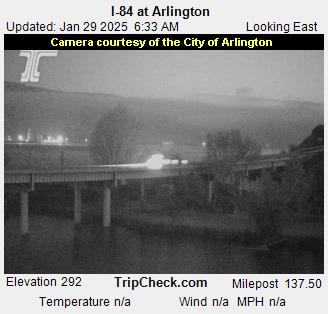 I-84 at Arlington
Updated: Jan 29 2025 6:33 AM Looking East
Camera courtesy of the City of Arlington
Elevation 292 TripCheck.com Milepost 137.50
Temperature n/a Wind n/a MPH n/a